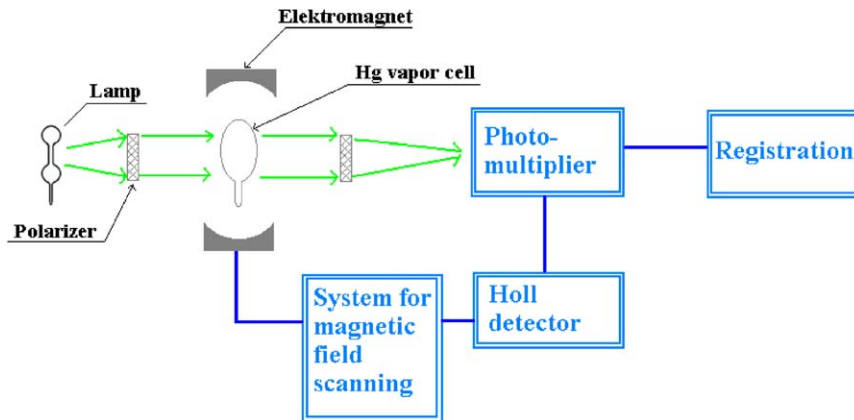 Elektromagnet
Hg vapor cell
Lamp
Polarizer
Photo-
multiplier
Registration
System for
magnetic
field
scanning
Holl
detector